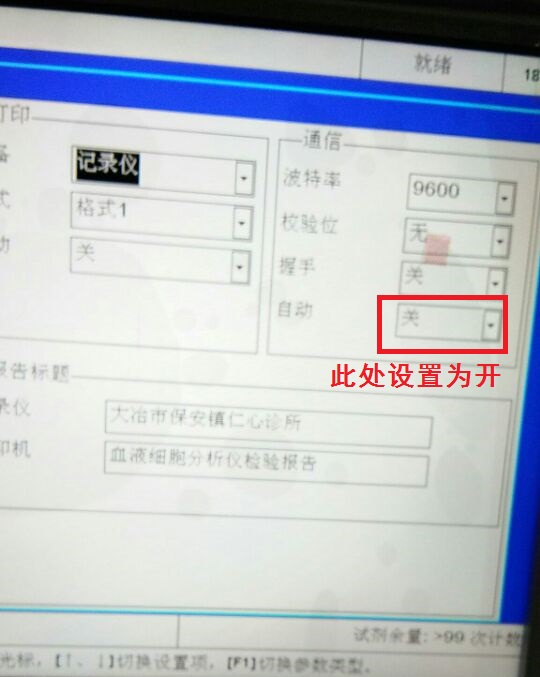 就绪
18
打印
通信
记录仪
波特率
9600
格式1
校验位
无
动
关
握手
关
自动
关
此处设置为开
报告标题
录仪
大冶市保安镇仁心诊所
印机
血液细胞分析仪检验报告
试剂余量: >99 次计数
光标，【↑、↓】切换设置项，【F1】切换参数类型。